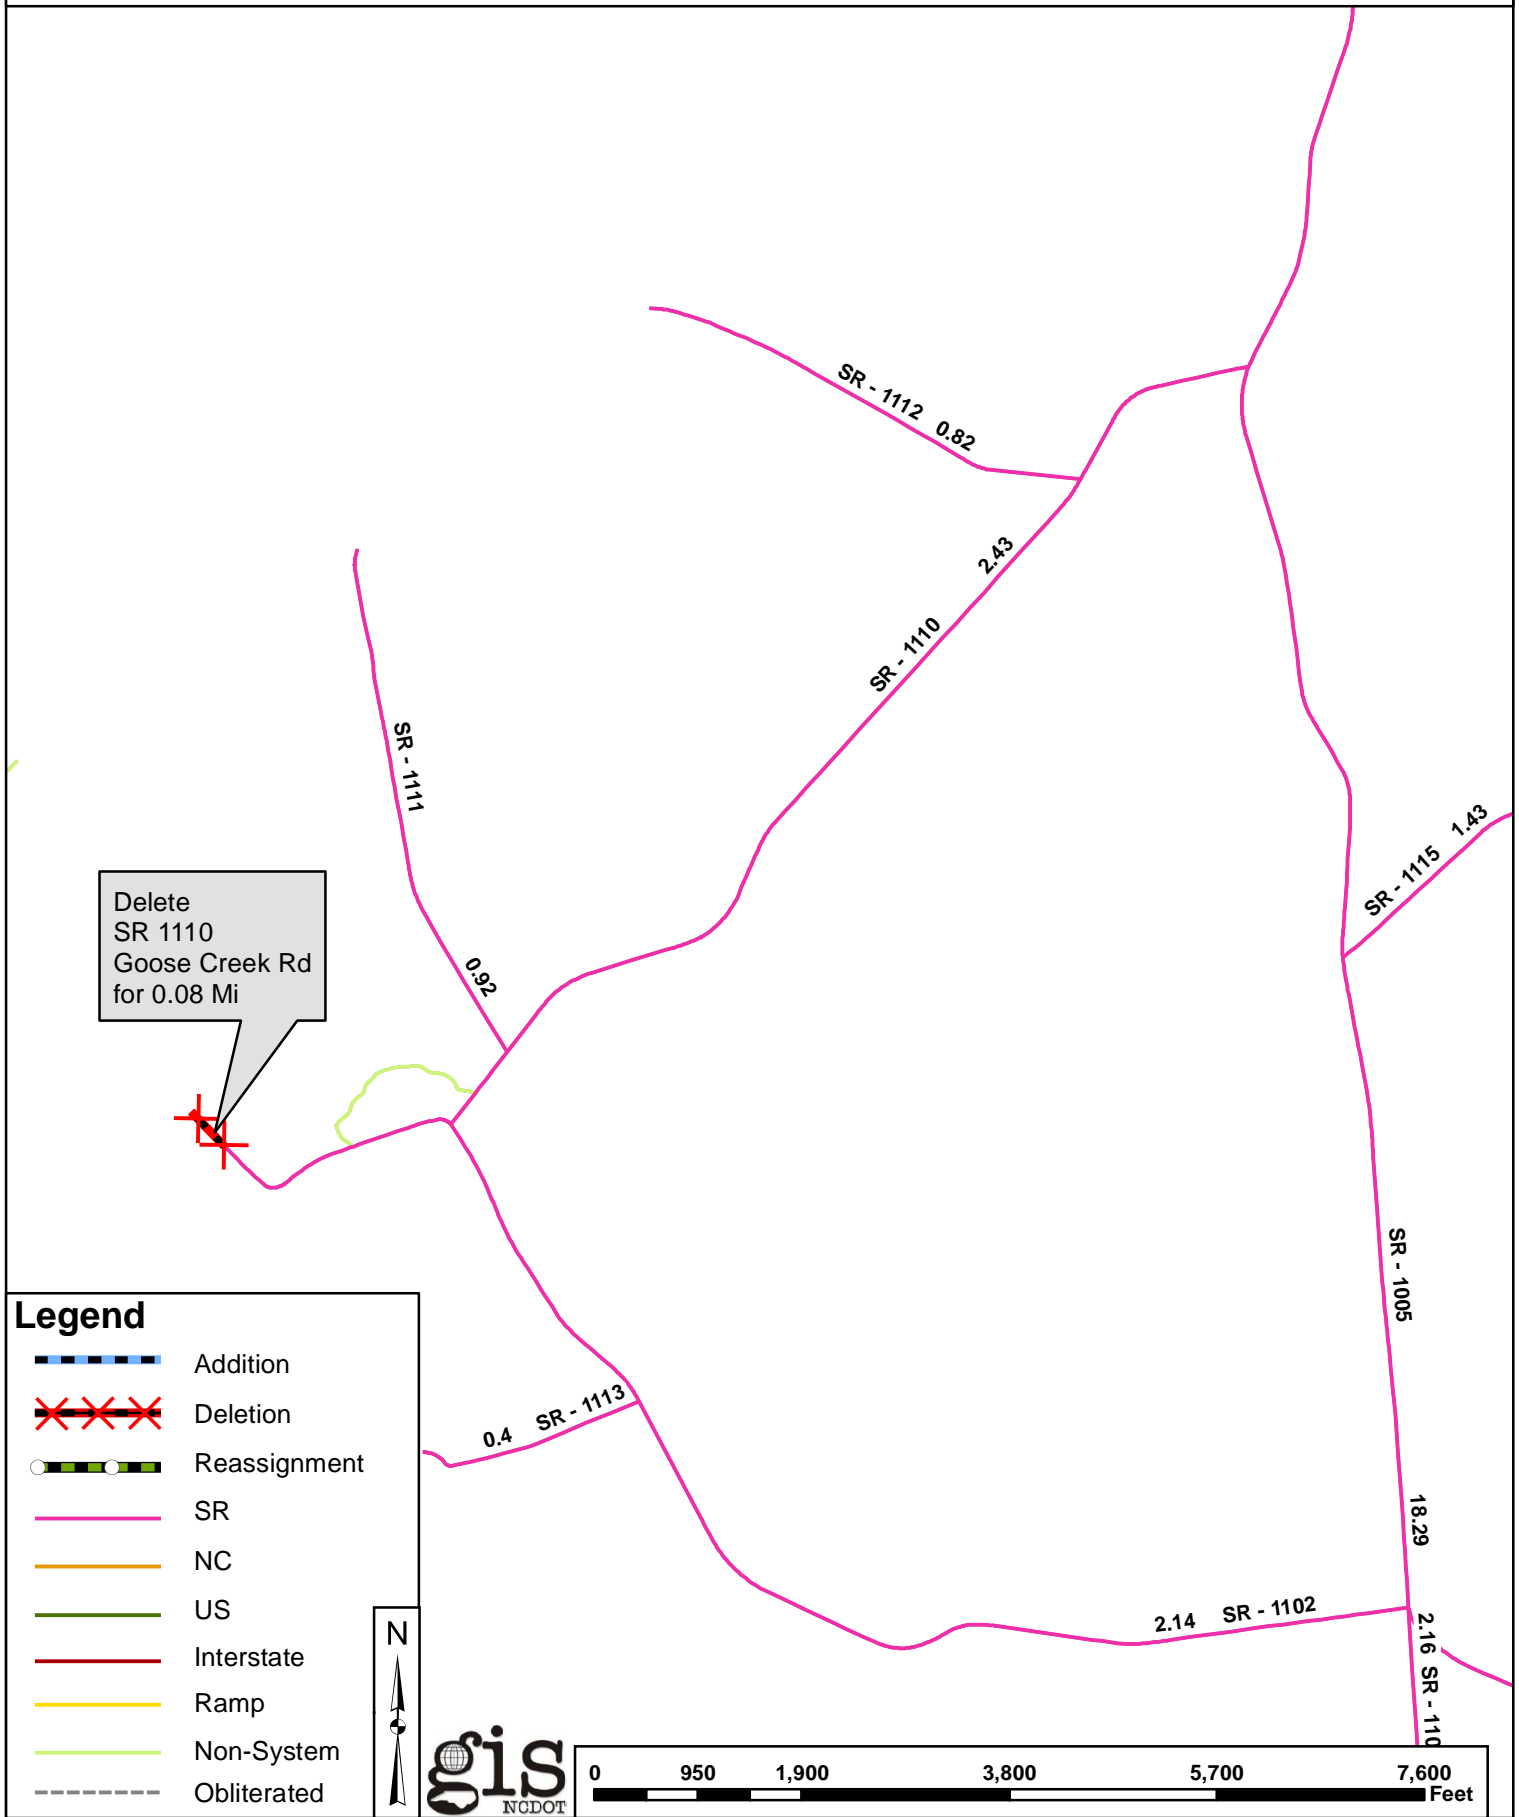 SR - 1112 0.82
2.43
SR - 1110
SR - 1111
0.92
SR - 1115 1.43
Delete
SR 1110
Goose Creek Rd
for 0.08 Mi
SR - 1005
18.29
0.4 SR - 1113
2.14 SR - 1102
2.16 SR - 110
Legend
Addition
Deletion
Reassignment
SR
NC
US
Interstate
Ramp
Non-System
Obliterated
N
gis
NCDOT
0 950 1,900 3,800 5,700 7,600
Feet